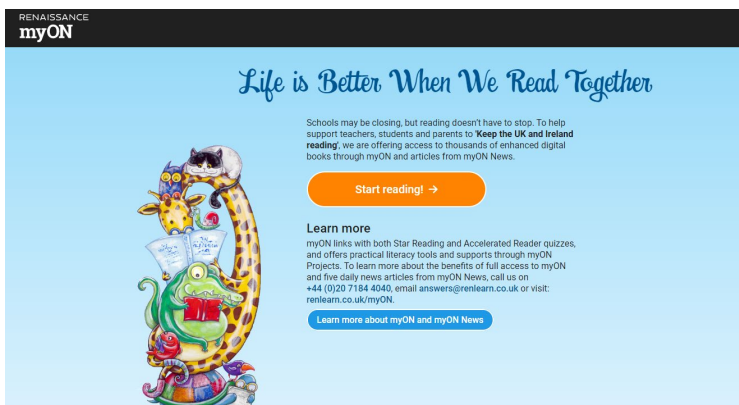 RENAISSANCE
myON
Life is Better When We Read Together
Schools may be closing, but reading doesn't have to stop. To help
support teachers, students and parents to 'Keep the UK and Ireland
reading', we are offering access to thousands of enhanced digital
books through myON and articles from myON News.
Start reading! →
Learn more
myON links with both Star Reading and Accelerated Reader quizzes,
and offers practical literacy tools and supports through myON
Projects. To learn more about the benefits of full access to myON
and five daily news articles from myON News, call us on
+44 (0)20 7184 4040, email answers@renlearn.co.uk or visit:
renlearn.co.uk/myON.
Learn more about myON and myON News